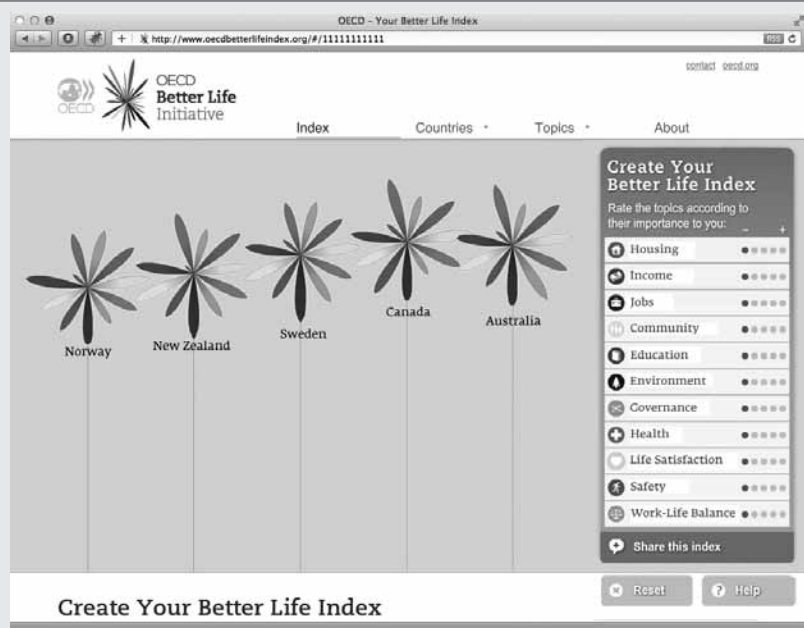 OECD - Your Better Life Index
http://www.oecdbetterlifeindex.org/#/11111111111
RSS
contact oecd.org
OECD
OECD
Better Life
Initiative
Index Countries Topics About
Create Your
Better Life Index
Rate the topics according to
their importance to you: - +
Housing
Income
Jobs
Community
Education
Environment
Governance
Health
Life Satisfaction
Safety
Work-Life Balance
Share this index
Norway
New Zealand
Sweden
Canada
Australia
Reset
? Help
Create Your Better Life Index